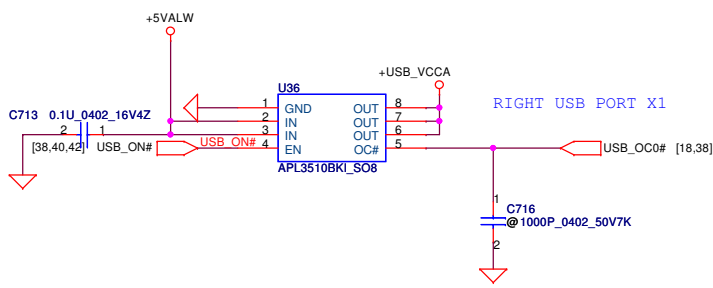 +5VALW
+USB_VCCA
U36
RIGHT USB PORT X1
C713 0.1U_0402_16V4Z
1 GND OUT 8
2 IN OUT 7
3 IN OUT 6
4 EN OC# 5
2 1
[38,40,42] USB_ON# USB_ON#
USB_OC0# [18,38]
APL3510BKI_SO8
1
C716
@1000P_0402_50V7K
2